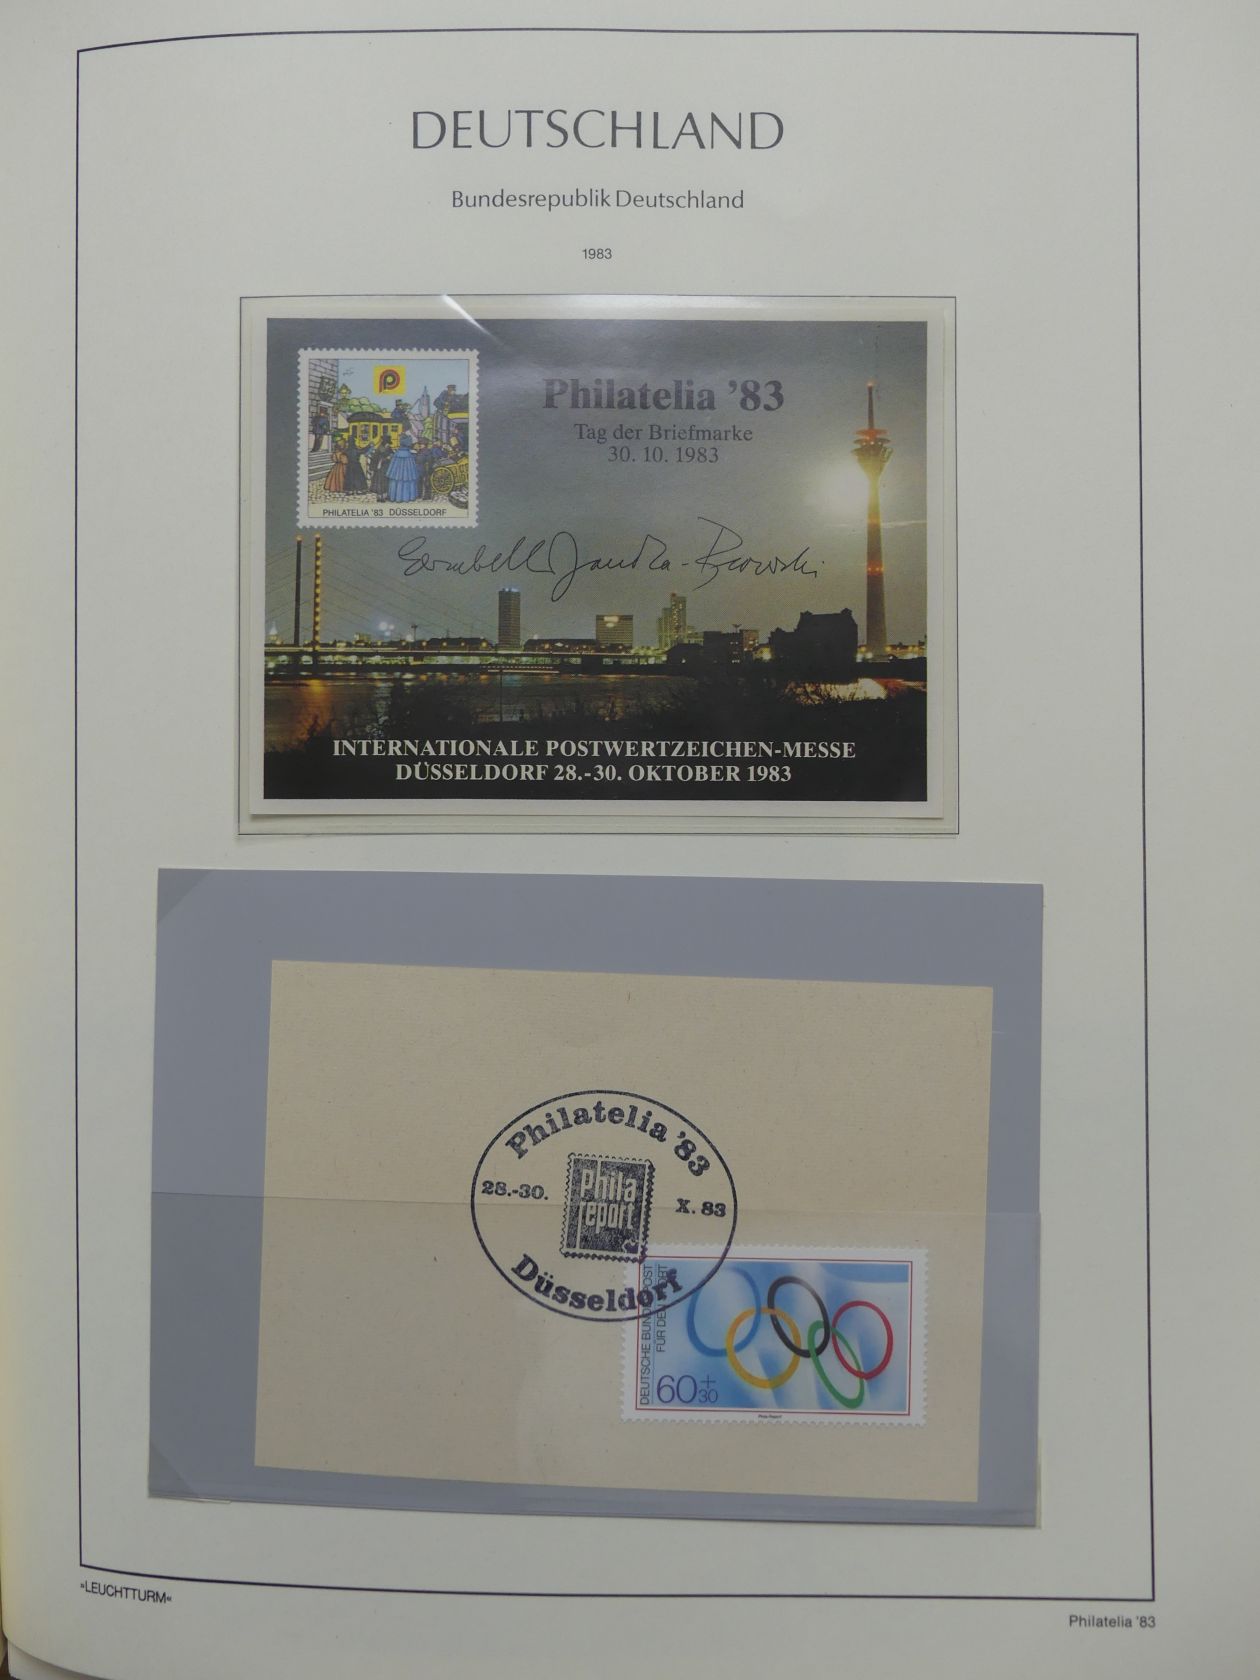 DEUTSCHLAND
Bundesrepublik Deutschland
1983
Philatelia '83
Tag der Briefmarke
30. 10. 1983
PHILATELIA '83 DÜSSELDORF
INTERNATIONALE POSTWERTZEICHEN-MESSE
DÜSSELDORF 28.-30. OKTOBER 1983
Philatelia '83
28.-30.
Phila
report
X. 83
Düsseldorf
DEUTSCHE BUNDESPOST
FÜR DEN SPORT
60+30
»LEUCHTTURM«
Philatelia '83